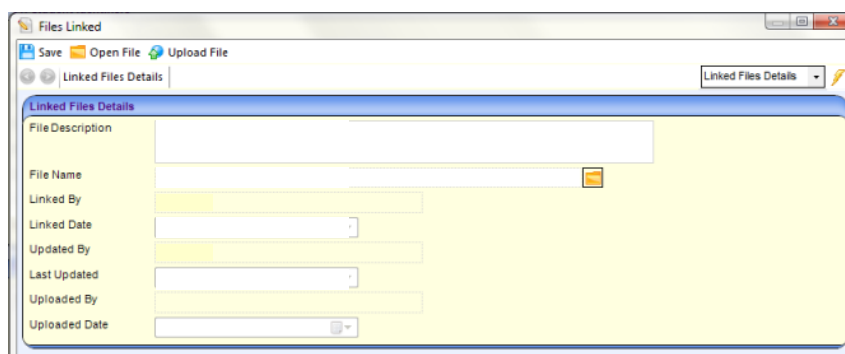 Files Linked
Save Open File Upload File
Linked Files Details Linked Files Details
Linked Files Details
File Description
File Name
Linked By
Linked Date
Updated By
Last Updated
Uploaded By
Uploaded Date